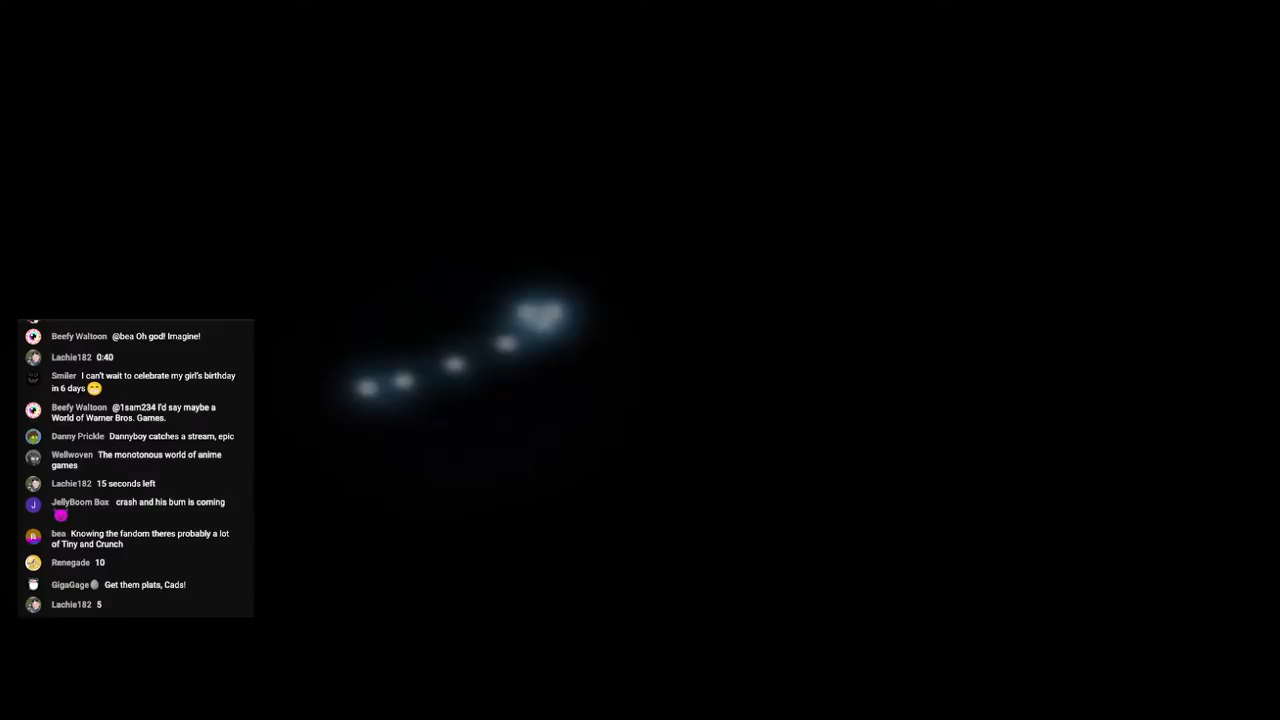 Beefy Waltoon @bea Oh god! Imagine!
Lachie182 0:40
Smiler I can't wait to celebrate my girl's birthday
in 6 days
Beefy Waltoon @1sam234 I'd say maybe a
World of Warner Bros. Games.
Danny Prickle Dannyboy catches a stream, epic
Wellwoven The monotonous world of anime
games
Lachie182 15 seconds left
J JellyBoom Box crash and his bum is coming
bea Knowing the fandom theres probably a lot
of Tiny and Crunch
Renegade 10
GigaGage Get them plats, Cads!
Lachie182 5